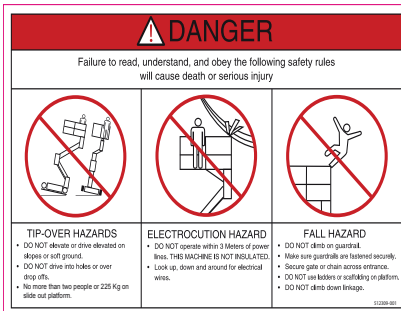 DANGER
Failure to read, understand, and obey the following safety rules
will cause death or serious injury
TIP-OVER HAZARDS
• DO NOT elevate or drive elevated on
slopes or soft ground.
• DO NOT drive into holes or over
drop offs.
• No more than two people or 225 Kg on
slide out platform.
ELECTROCUTION HAZARD
• DO NOT operate within 3 Meters of power
lines. THIS MACHINE IS NOT INSULATED.
• Look up, down and around for electrical
wires.
FALL HAZARD
• DO NOT climb on guardrail.
• Make sure guardrails are fastened securely.
• Secure gate or chain across entrance.
• DO NOT use ladders or scaffolding on platform.
• DO NOT climb down linkage.
512309-001